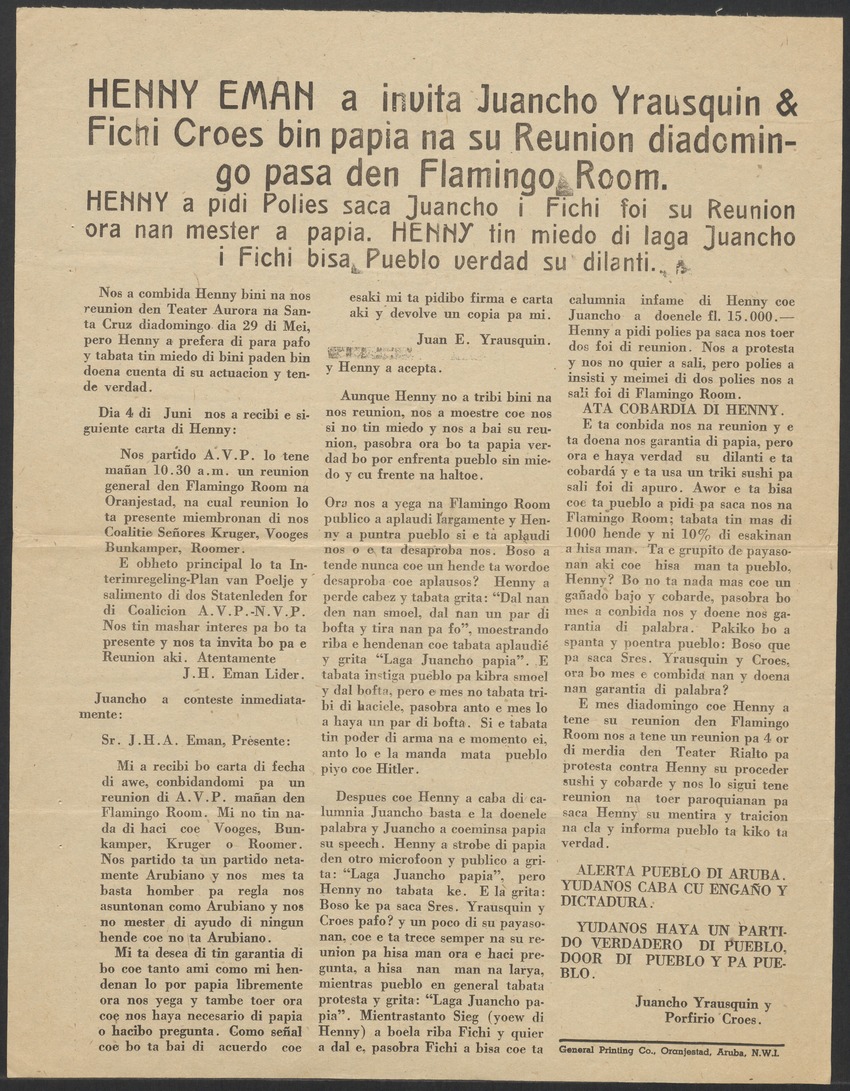 HENNY EMAN a invita Juancho Yrausquin &
Fichi Croes bin papia na su Reunion diadomin-
go pasa den Flamingo Room.
HENNY a pidi Polies saca Juancho i Fichi foi su Reunion
ora nan mester a papia. HENNY tin miedo di laga Juancho
i Fichi bisa Pueblo verdad su dilanti..
Nos a combida Henny bini na nos
reunion den Teater Aurora na San-
ta Cruz diadomingo dia 29 di Mei,
pero Henny a prefera di para pafo
y tabata tin miedo di bini paden bin
doena cuenta di su actuacion y ten-
de verdad.
Dia 4 di Juni nos a recibi e si-
guiente carta di Henny:
Nos partido A.V.P. lo tene
mañan 10.30 a.m. un reunion
general den Flamingo Room na
Oranjestad, na cual reunion lo
ta presente miembronan di nos
Coalitie Señores Kruger, Vooges
Bunkamper, Roomer.
E obheto principal lo ta In-
terimregeling-Plan van Poelje y
salimento di dos Statenleden for
di Coalicion A.V.P.-N.V.P.
Nos tin mashar interes pa bo ta
presente y nos ta invita bo pa e
Reunion aki. Atentamente
J.H. Eman Lider.
Juancho a conteste inmediata-
mente:
Sr. J.H.A. Eman, Présente:
Mi a recibi bo carta di fecha
di awe, conbidandomi pa un
reunion di A.V.P. mañan den
Flamingo Room. Mi no tin na-
da di haci coe Vooges, Bun-
kamper, Kruger o Roomer.
Nos partido ta un partido neta-
mente Arubiano y nos mes ta
basta homber pa regla nos
asuntonan como Arubiano y nos
no mester di ayudo di ningun
hende coe no ta Arubiano.
Mi ta desea di tin garantia di
bo coe tanto ami como mi hen-
denan lo por papia libremente
ora nos yega y tambe toer ora
coe nos haya necesario di papia
o hacibo pregunta. Como señal
coe bo ta bai di acuerdo coe
esaki mi ta pidibo firma e carta
aki y devolve un copia pa mi.
Juan E. Yrausquin.
y Henny a acepta.
Aunque Henny no a tribi bini na
nos reunion, nos a moestre coe nos
si no tin miedo y nos a bai su reu-
nion, pasobra ora bo ta papia ver-
dad bo por enfrenta pueblo sin mie-
do y cu frente na haltoe.
Ora nos a yega na Flamingo Room
publico a aplaudi largamente y Hen-
ny a puntra pueblo si e ta aplaudi
nos o e ta desaproba nos. Boso a
tende nunca coe un hende ta wordoe
desaproba coe aplausos? Henny a
perde cabez y tabata grita: “Dal nan
den nan smoel, dal nan un par di
bofta y tira nan pa fo”, moestrando
riba e hendenan coe tabata aplaudié
y grita “Laga Juancho papia”. E
tabata instiga pueblo pa kibra smoel
y dal bofta, pero e mes no tabata tri-
bi di haciele, pasobra anto e mes lo
a haya un par di bofta. Si e tabata
tin poder di arma na e momento ei,
anto lo e la manda mata pueblo
piyo coe Hitler.
Despues coe Henny a caba di ca-
lumnia Juancho basta e la doenele
palabra y Juancho a coeminsa papia
su speech. Henny a strobe di papia
den otro microfoon y publico a gri-
ta: “Laga Juancho papia”, pero
Henny no tabata ke. E la grita:
Boso ke pa saca Sres. Yrausquin y
Croes pafo? y un poco di su payaso-
nan, coe e ta trece semper na su re-
union pa hisa man ora e haci pre-
gunta, a hisa nan man na larya,
mientras pueblo en general tabata
protesta y grita: “Laga Juancho pa-
pia”. Mientrastanto Sieg (yoew di
Henny) a boela riba Fichi y quier
a dal e, pasobra Fichi a bisa coe ta
calumnia infame di Henny coe
Juancho a doenele fl. 15.000.—
Henny a pidi polies pa saca nos toer
dos foi di reunion. Nos a protesta
y nos no quier a sali, pero polies a
insisti y meimei di dos polies nos a
sali foi di Flamingo Room.
ATA COBARDIA DI HENNY.
E ta conbida nos na reunion y e
ta doena nos garantia di papia, pero
ora e haya verdad su dilanti e ta
cobardá y e ta usa un triki sushi pa
sali foi di apuro. Awor e ta bisa
coe ta pueblo a pidi pa saca nos na
Flamingo Room; tabata tin mas di
1000 hende y ni 10% di esakinan
a hisa man. Ta e grupito de payaso-
nan aki coe hisa man ta pueblo,
Henny? Bo no ta nada mas coe un
gañado bajo y cobarde, pasobra bo
mes a conbida nos y doene nos ga-
rantia di palabra. Pakiko bo a
spanta y poentra pueblo: Boso que
pa saca Sres. Yrausquin y Croes,
ora bo mes e combida nan y doena
nan garantia di palabra?
E mes diadomingo coe Henny a
tene su reunion den Flamingo
Room nos a tene un reunion pa 4 or
di merdia den Teater Rialto pa
protesta contra Henny su proceder
sushi y cobarde y nos lo sigui tene
reunion na toer paroquianan pa
saca Henny su mentira y traicion
na cla y informa pueblo ta kiko ta
verdad.
ALERTA PUEBLO DI ARUBA.
YUDANOS CABA CU ENGAÑO Y
DICTADURA.
YUDANOS HAYA UN PARTI-
DO VERDADERO DI PUEBLO,
DOOR DI PUEBLO Y PA PUE-
BLO.
Juancho Yrausquin y
Porfirio Croes.
General Printing Co., Oranjestad, Aruba, N.W.I.